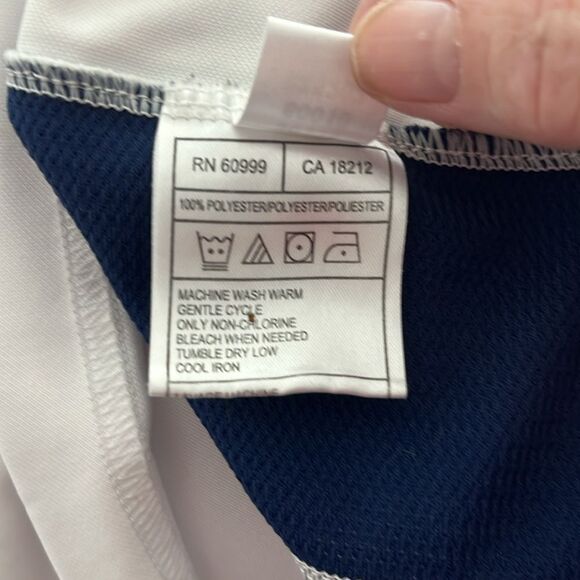 RN 60999 CA 18212
100% POLYESTER/POLYESTER/POLIESTER
MACHINE WASH WARM
GENTLE CYCLE
ONLY NON-CHLORINE
BLEACH WHEN NEEDED
TUMBLE DRY LOW
COOL IRON